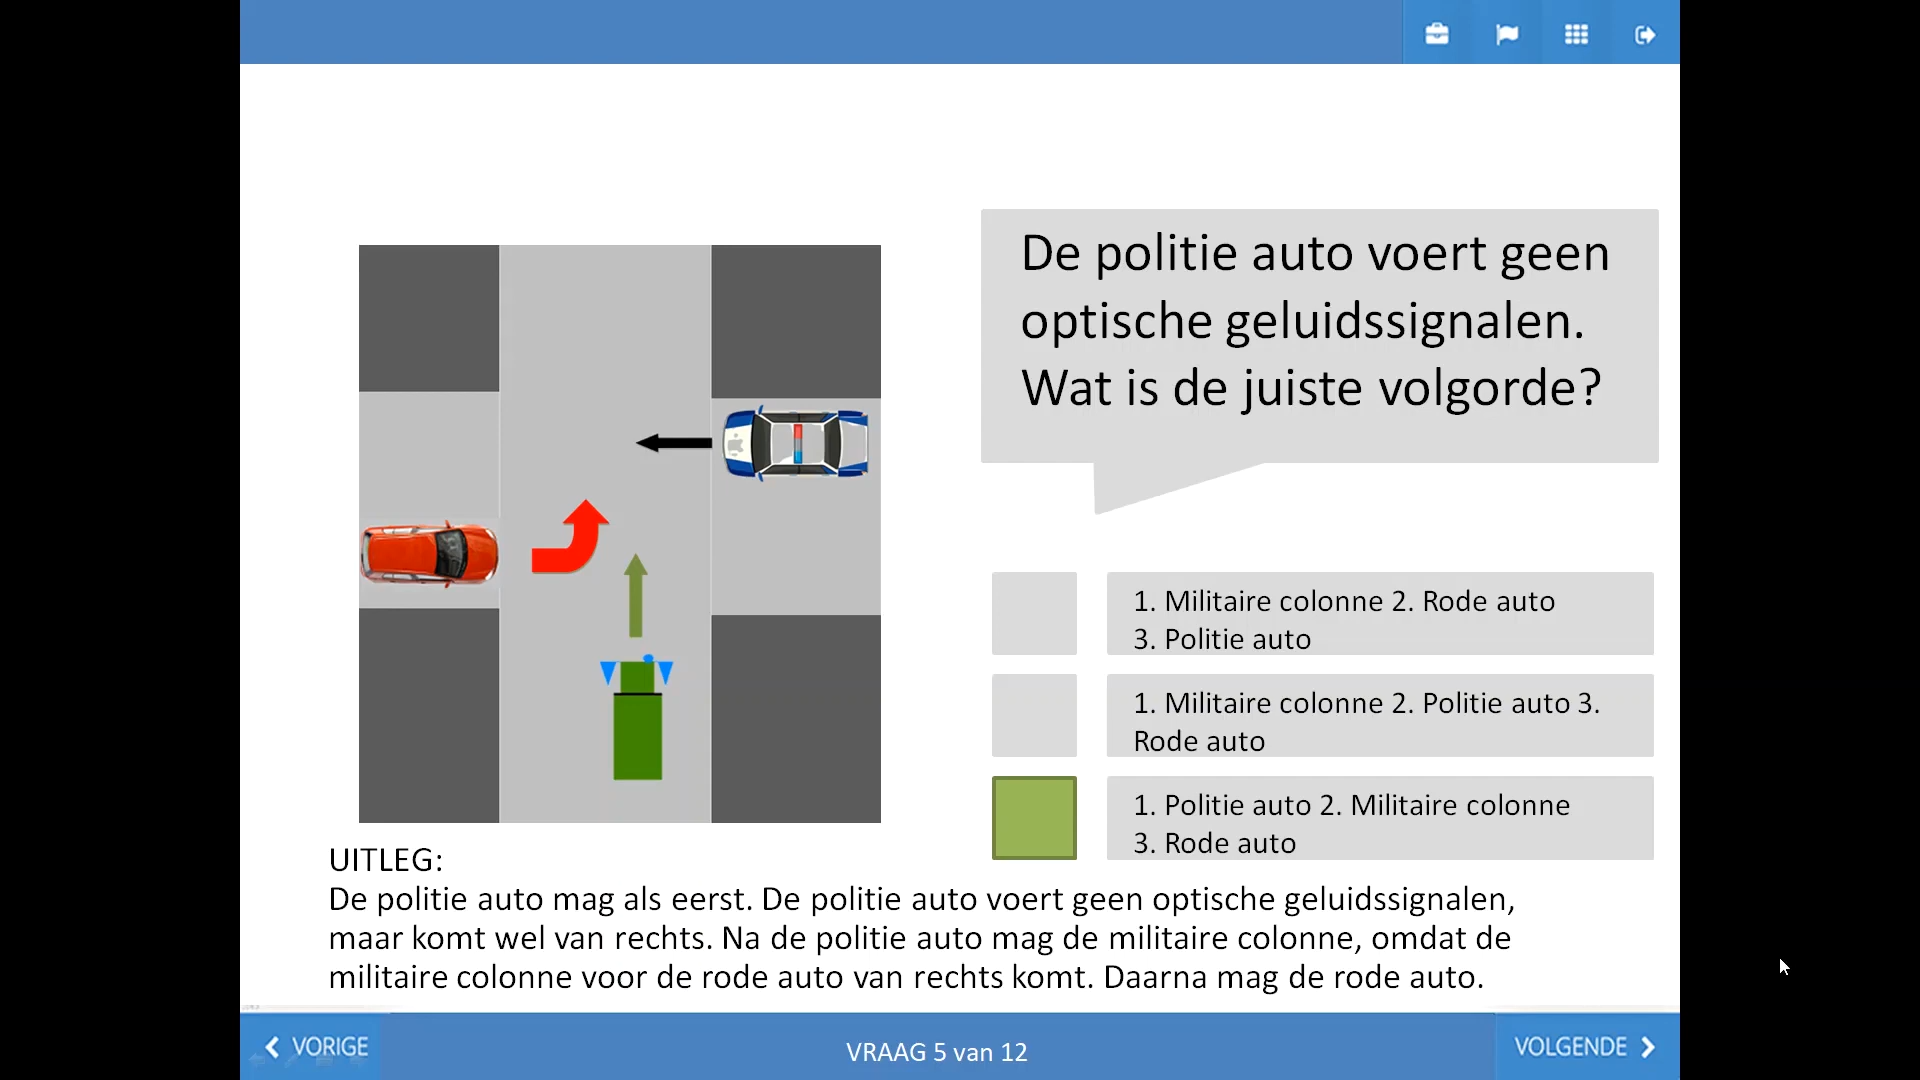 De politie auto voert geen
optische geluidssignalen.
Wat is de juiste volgorde?
1. Militaire colonne 2. Rode auto
3. Politie auto
1. Militaire colonne 2. Politie auto 3.
Rode auto
1. Politie auto 2. Militaire colonne
3. Rode auto
UITLEG:
De politie auto mag als eerst. De politie auto voert geen optische geluidssignalen,
maar komt wel van rechts. Na de politie auto mag de militaire colonne, omdat de
militaire colonne voor de rode auto van rechts komt. Daarna mag de rode auto.
VORIGE
VRAAG 5 van 12
VOLGENDE